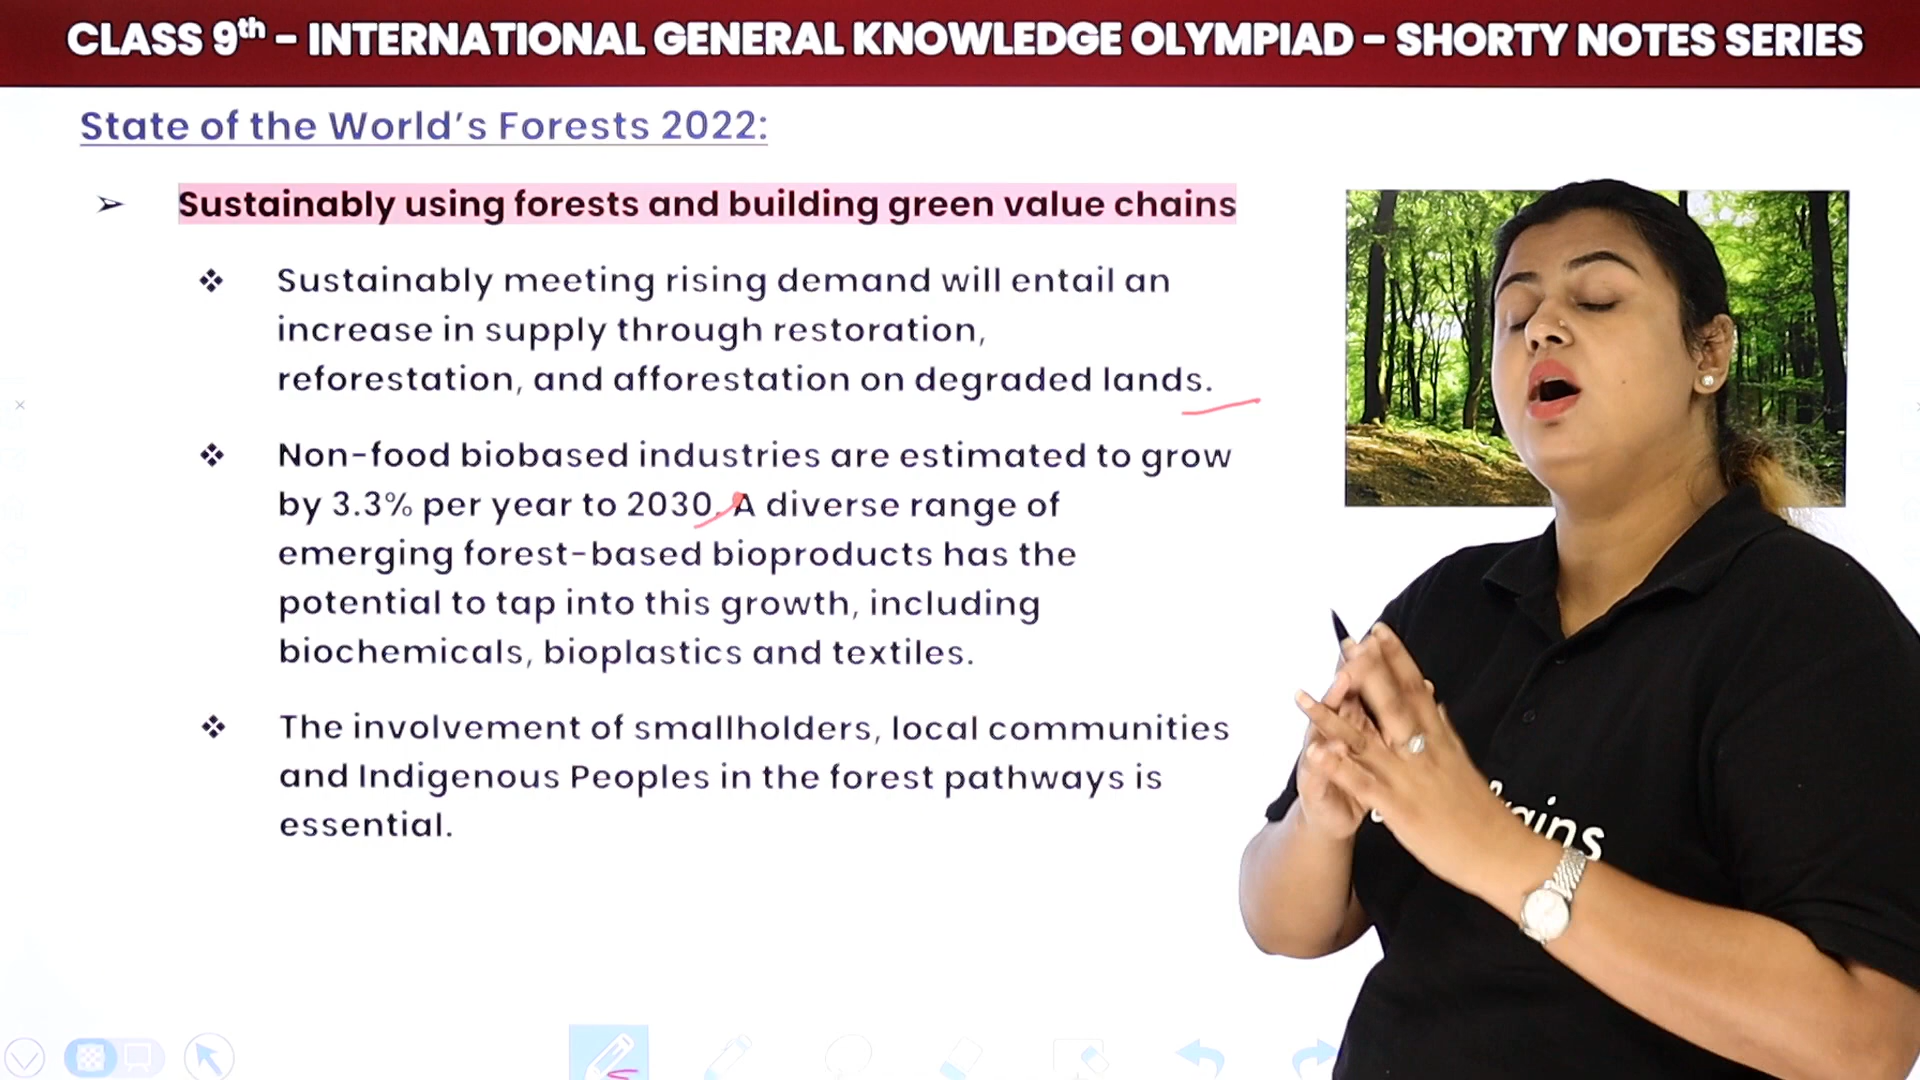 CLASS 9th – INTERNATIONAL GENERAL KNOWLEDGE OLYMPIAD – SHORTY NOTES SERIES
State of the World's Forests 2022:
➢ Sustainably using forests and building green value chains
❖ Sustainably meeting rising demand will entail an
increase in supply through restoration,
reforestation, and afforestation on degraded lands.
❖ Non-food biobased industries are estimated to grow
by 3.3% per year to 2030. A diverse range of
emerging forest-based bioproducts has the
potential to tap into this growth, including
biochemicals, bioplastics and textiles.
❖ The involvement of smallholders, local communities
and Indigenous Peoples in the forest pathways is
essential.